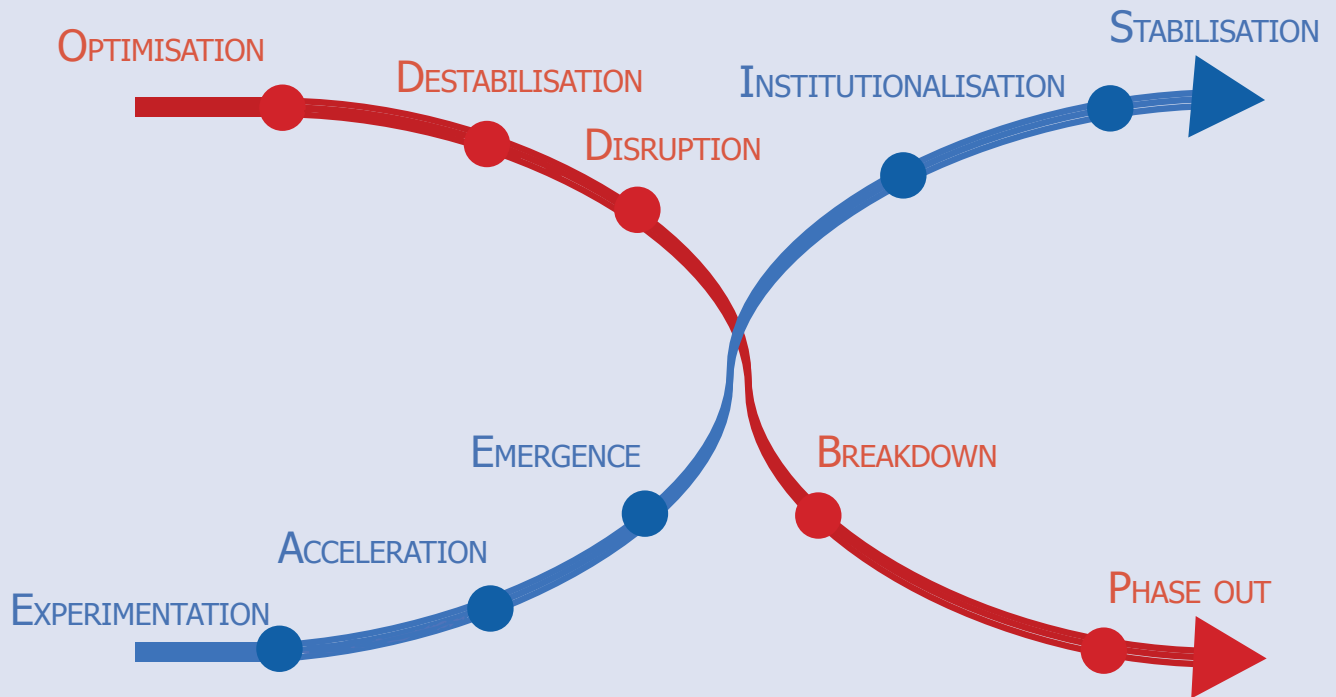 Stabilisation
Optimisation
Destabilisation
Institutionalisation
Disruption
Emergence
Breakdown
Acceleration
Phase out
Experimentation